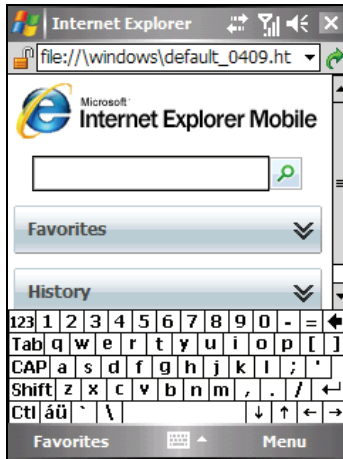 Internet Explorer
file://\windows\default_0409.ht
Microsoft
Internet Explorer Mobile
Favorites
History
123 1 2 3 4 5 6 7 8 9 0 - =
Tab q w e r t y u i o p [ ]
CAP a s d f g h j k l ; '
Shift z x c v b n m , . /
Ctl áü ` \
Favorites Menu